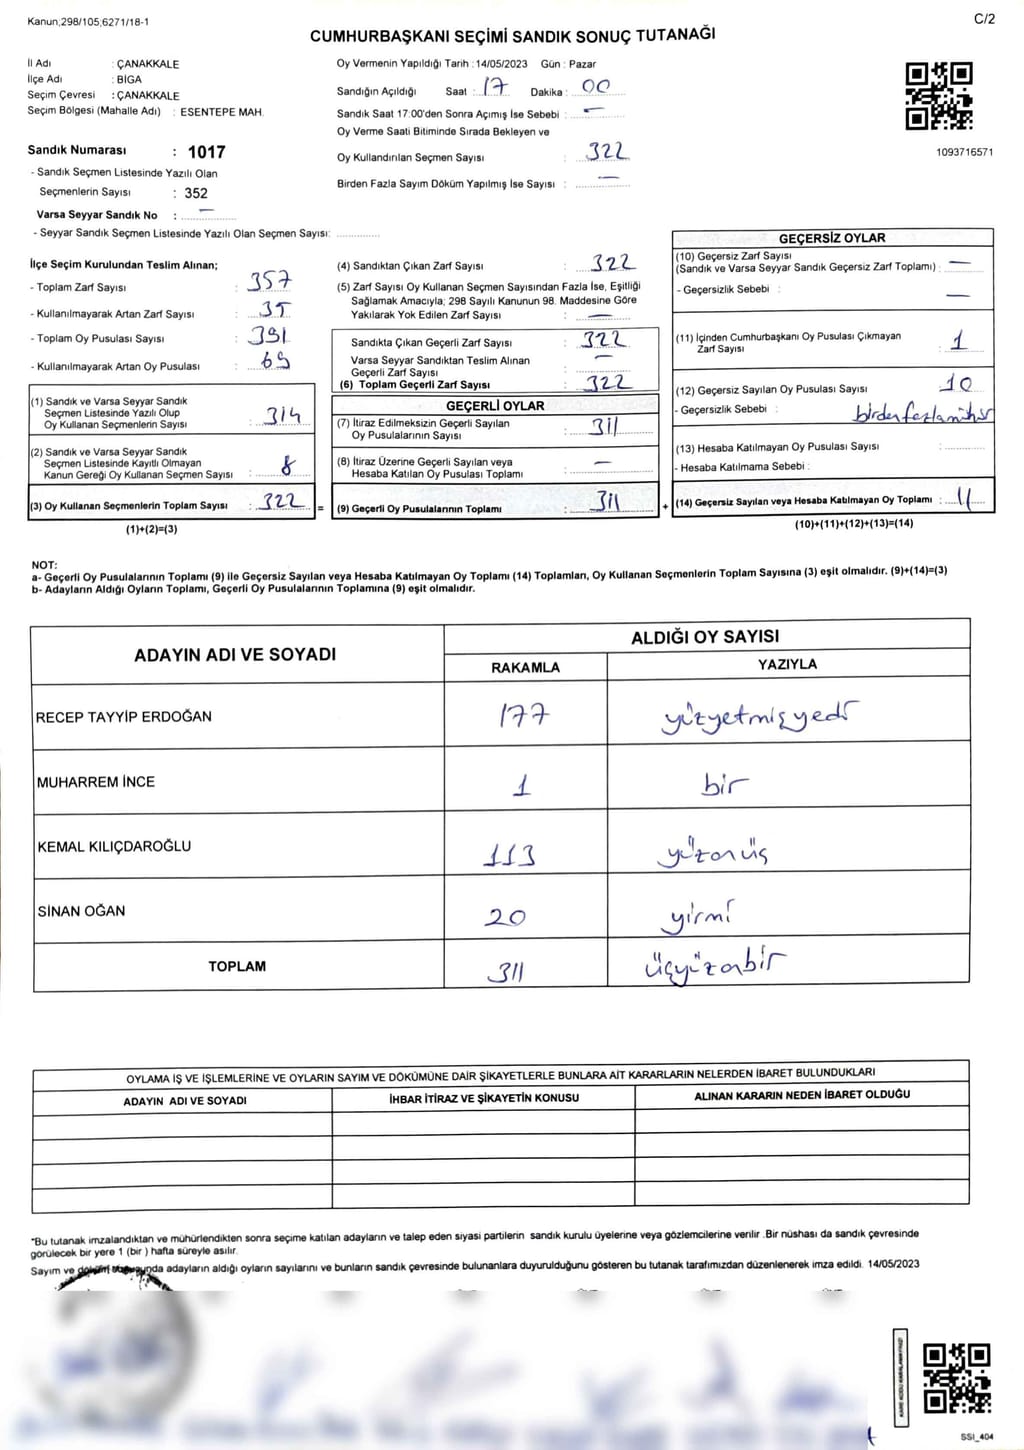 Kanun;298/105;6271/18-1
C/2
CUMHURBAŞKANI SEÇİMİ SANDIK SONUÇ TUTANAĞI
İl Adı : ÇANAKKALE
İlçe Adı : BİGA
Seçim Çevresi : ÇANAKKALE
Seçim Bölgesi (Mahalle Adı) : ESENTEPE MAH.
Sandık Numarası : 1017
- Sandık Seçmen Listesinde Yazılı Olan
Seçmenlerin Sayısı : 352
Varsa Seyyar Sandık No : —
- Seyyar Sandık Seçmen Listesinde Yazılı Olan Seçmen Sayısı: ..............
Oy Vermenin Yapıldığı Tarih : 14/05/2023 Gün : Pazar
Sandığın Açıldığı Saat : 17 Dakika : 00
Sandık Saat 17:00'den Sonra Açımış İse Sebebi : —
Oy Verme Saati Bitiminde Sırada Bekleyen ve
Oy Kullandırılan Seçmen Sayısı : 322
Birden Fazla Sayım Döküm Yapılmış İse Sayısı : —
1093716571
İlçe Seçim Kurulundan Teslim Alınan;
- Toplam Zarf Sayısı : 357
- Kullanılmayarak Artan Zarf Sayısı : 35
- Toplam Oy Pusulası Sayısı : 391
- Kullanılmayarak Artan Oy Pusulası : 69
(1) Sandık ve Varsa Seyyar Sandık
Seçmen Listesinde Yazılı Olup
Oy Kullanan Seçmenlerin Sayısı : 314
(2) Sandık ve Varsa Seyyar Sandık
Seçmen Listesinde Kayıtlı Olmayan
Kanun Gereği Oy Kullanan Seçmen Sayısı : 8
(3) Oy Kullanan Seçmenlerin Toplam Sayısı : 322 =
(1)+(2)=(3)
(4) Sandıktan Çıkan Zarf Sayısı : 322
(5) Zarf Sayısı Oy Kullanan Seçmen Sayısından Fazla İse, Eşitliği
Sağlamak Amacıyla; 298 Sayılı Kanunun 98. Maddesine Göre
Yakılarak Yok Edilen Zarf Sayısı : —
Sandıkta Çıkan Geçerli Zarf Sayısı : 322
Varsa Seyyar Sandıktan Teslim Alınan
Geçerli Zarf Sayısı : —
(6) Toplam Geçerli Zarf Sayısı : 322
GEÇERLİ OYLAR
(7) İtiraz Edilmeksizin Geçerli Sayılan
Oy Pusulalarının Sayısı : 311
(8) İtiraz Üzerine Geçerli Sayılan veya
Hesaba Katılan Oy Pusulası Toplamı : —
(9) Geçerli Oy Pusulalarının Toplamı : 311 +
GEÇERSİZ OYLAR
(10) Geçersiz Zarf Sayısı
(Sandık ve Varsa Seyyar Sandık Geçersiz Zarf Toplamı) : —
- Geçersizlik Sebebi : —
(11) İçinden Cumhurbaşkanı Oy Pusulası Çıkmayan
Zarf Sayısı : 1
(12) Geçersiz Sayılan Oy Pusulası Sayısı : 10
- Geçersizlik Sebebi : birden fazla mühür
(13) Hesaba Katılmayan Oy Pusulası Sayısı :
- Hesaba Katılmama Sebebi :
(14) Geçersiz Sayılan veya Hesaba Katılmayan Oy Toplamı : 11
(10)+(11)+(12)+(13)=(14)
NOT:
a- Geçerli Oy Pusulalarının Toplamı (9) ile Geçersiz Sayılan veya Hesaba Katılmayan Oy Toplamı (14) Toplamları, Oy Kullanan Seçmenlerin Toplam Sayısına (3) eşit olmalıdır. (9)+(14)=(3)
b- Adayların Aldığı Oyların Toplamı, Geçerli Oy Pusulalarının Toplamına (9) eşit olmalıdır.
ADAYIN ADI VE SOYADI
ALDIĞI OY SAYISI
RAKAMLA YAZIYLA
RECEP TAYYİP ERDOĞAN 177 yüzyetmişyedi
MUHARREM İNCE 1 bir
KEMAL KILIÇDAROĞLU 113 yüzonüç
SİNAN OĞAN 20 yirmi
TOPLAM 311 üçyüzonbir
OYLAMA İŞ VE İŞLEMLERİNE VE OYLARIN SAYIM VE DÖKÜMÜNE DAİR ŞİKAYETLERLE BUNLARA AİT KARARLARIN NELERDEN İBARET BULUNDUKLARI
ADAYIN ADI VE SOYADI İHBAR İTİRAZ VE ŞİKAYETİN KONUSU ALINAN KARARIN NEDEN İBARET OLDUĞU
*Bu tutanak imzalandıktan ve mühürlendikten sonra seçime katılan adayların ve talep eden siyasi partilerin sandık kurulu üyelerine veya gözlemcilerine verilir .Bir nüshası da sandık çevresinde
görülecek bir yere 1 (bir ) hafta süreyle asılır.
Sayım ve döküm sonucunda adayların aldığı oyların sayılarını ve bunların sandık çevresinde bulunanlara duyurulduğunu gösteren bu tutanak tarafımızdan düzenlenerek imza edildi. 14/05/2023
SSI_404